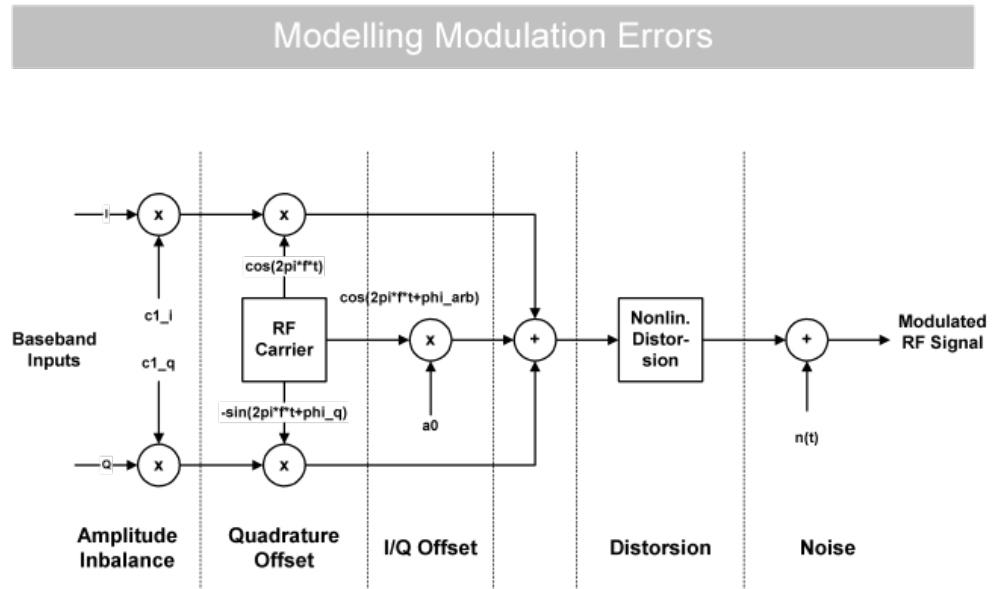 Modelling Modulation Errors
I
x
x
cos(2pi*f*t)
cos(2pi*f*t+phi_arb)
c1_i
Baseband
Inputs
c1_q
RF
Carrier
x
+
Nonlin.
Distor-
sion
+
Modulated
RF Signal
-sin(2pi*f*t+phi_q)
a0
n(t)
Q
x
x
Amplitude
Inbalance
Quadrature
Offset
I/Q Offset
Distorsion
Noise